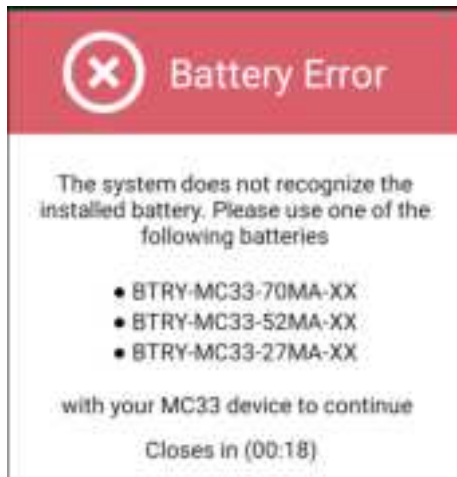 Battery Error
The system does not recognize the
installed battery. Please use one of the
following batteries
● BTRY-MC33-70MA-XX
● BTRY-MC33-52MA-XX
● BTRY-MC33-27MA-XX
with your MC33 device to continue
Closes in (00:18)